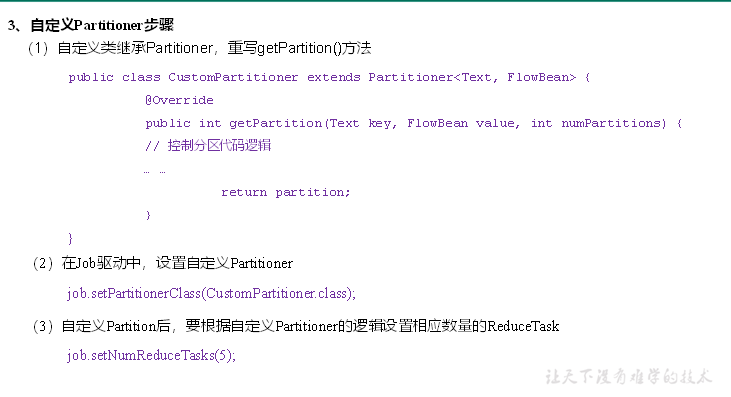 3、自定义Partitioner步骤
（1）自定义类继承Partitioner，重写getPartition()方法
public class CustomPartitioner extends Partitioner<Text, FlowBean> {
@Override
public int getPartition(Text key, FlowBean value, int numPartitions) {
// 控制分区代码逻辑
… …
return partition;
}
}
（2）在Job驱动中，设置自定义Partitioner
job.setPartitionerClass(CustomPartitioner.class);
（3）自定义Partition后，要根据自定义Partitioner的逻辑设置相应数量的ReduceTask
job.setNumReduceTasks(5);
让天下没有难学的技术